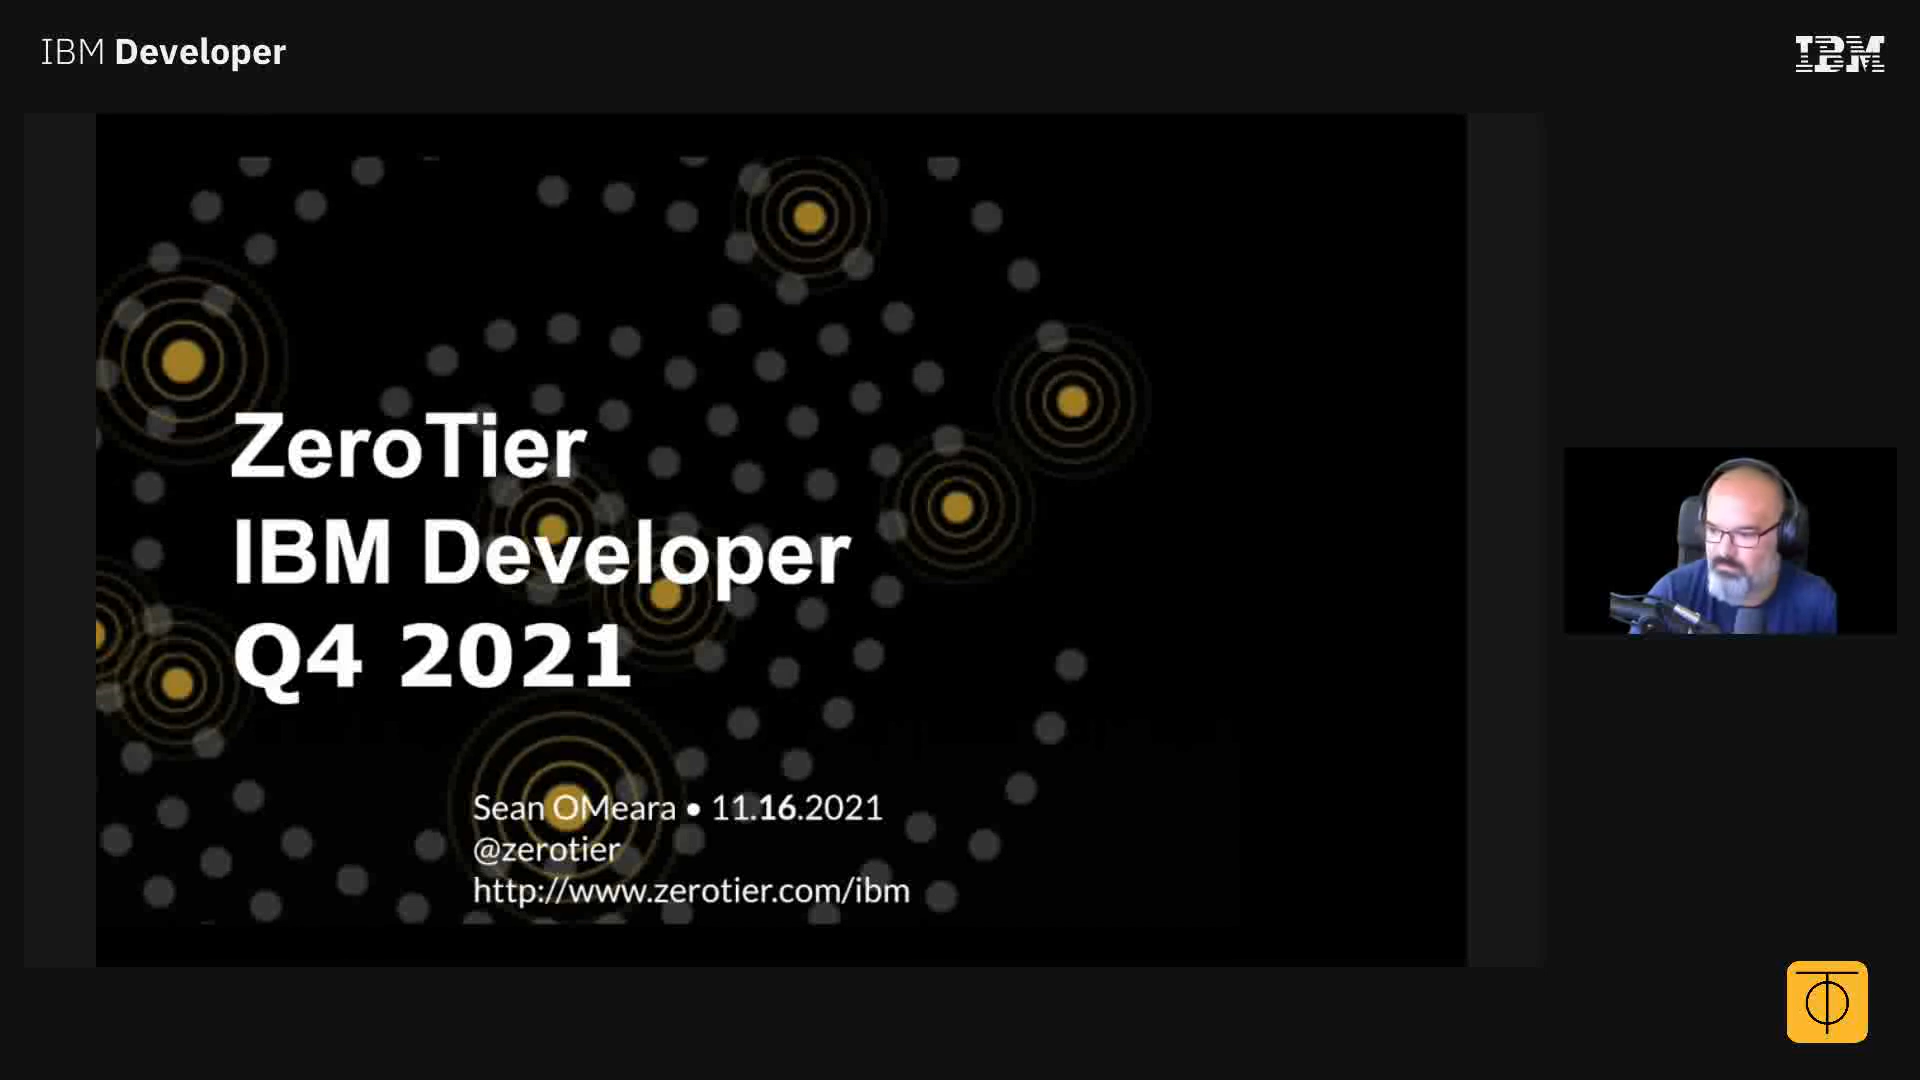 IBM Developer
IBM
ZeroTier
IBM Developer
Q4 2021
Sean OMeara • 11.16.2021
@zerotier
http://www.zerotier.com/ibm